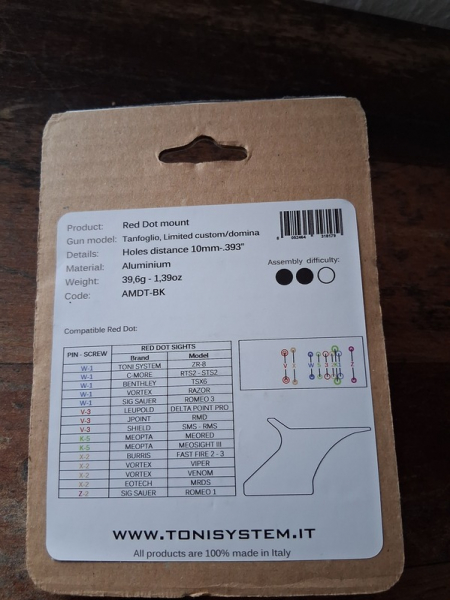 Product: Red Dot mount
Gun model: Tanfoglio, Limited custom/domina
Details: Holes distance 10mm-.393"
Material: Aluminium
Weight: 39,6g - 1,39oz
Code: AMDT-BK
Assembly difficulty:
Compatible Red Dot:
PIN - SCREW RED DOT SIGHTS
Brand Model
W-1 TONI SYSTEM ZR-8
W-1 C-MORE RTS2 - STS2
W-1 BENTHLEY TSX6
W-1 VORTEX RAZOR
W-1 SIG SAUER ROMEO 3
V-3 LEUPOLD DELTA POINT PRO
V-3 JPOINT RMD
V-3 SHIELD SMS - RMS
K-5 MEOPTA MEORED
K-5 MEOPTA MEOSIGHT III
X-2 BURRIS FAST FIRE 2 - 3
X-2 VORTEX VIPER
X-2 VORTEX VENOM
X-2 EOTECH MRDS
Z-2 SIG SAUER ROMEO 1
WWW.TONISYSTEM.IT
All products are 100% made in Italy